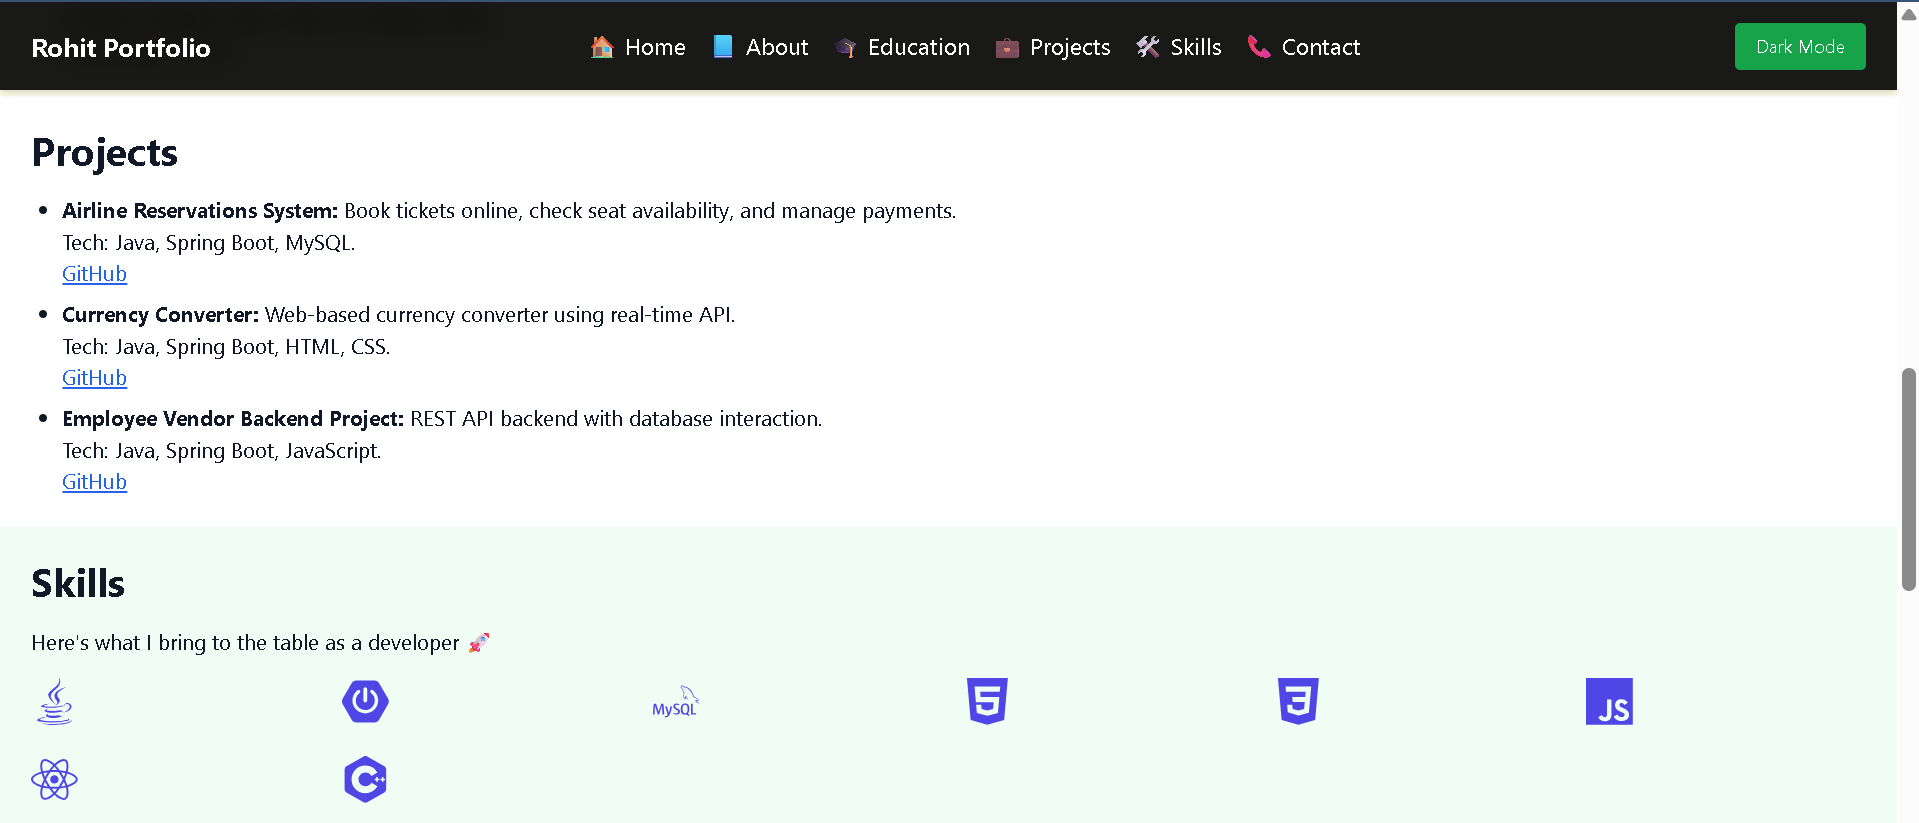 Rohit Portfolio
🏠 Home 📘 About 🎓 Education 💼 Projects 🛠 Skills 📞 Contact
Dark Mode
Projects
• Airline Reservations System: Book tickets online, check seat availability, and manage payments.
Tech: Java, Spring Boot, MySQL.
GitHub
• Currency Converter: Web-based currency converter using real-time API.
Tech: Java, Spring Boot, HTML, CSS.
GitHub
• Employee Vendor Backend Project: REST API backend with database interaction.
Tech: Java, Spring Boot, JavaScript.
GitHub
Skills
Here's what I bring to the table as a developer 🚀
MySQL 5 3 JS
C++